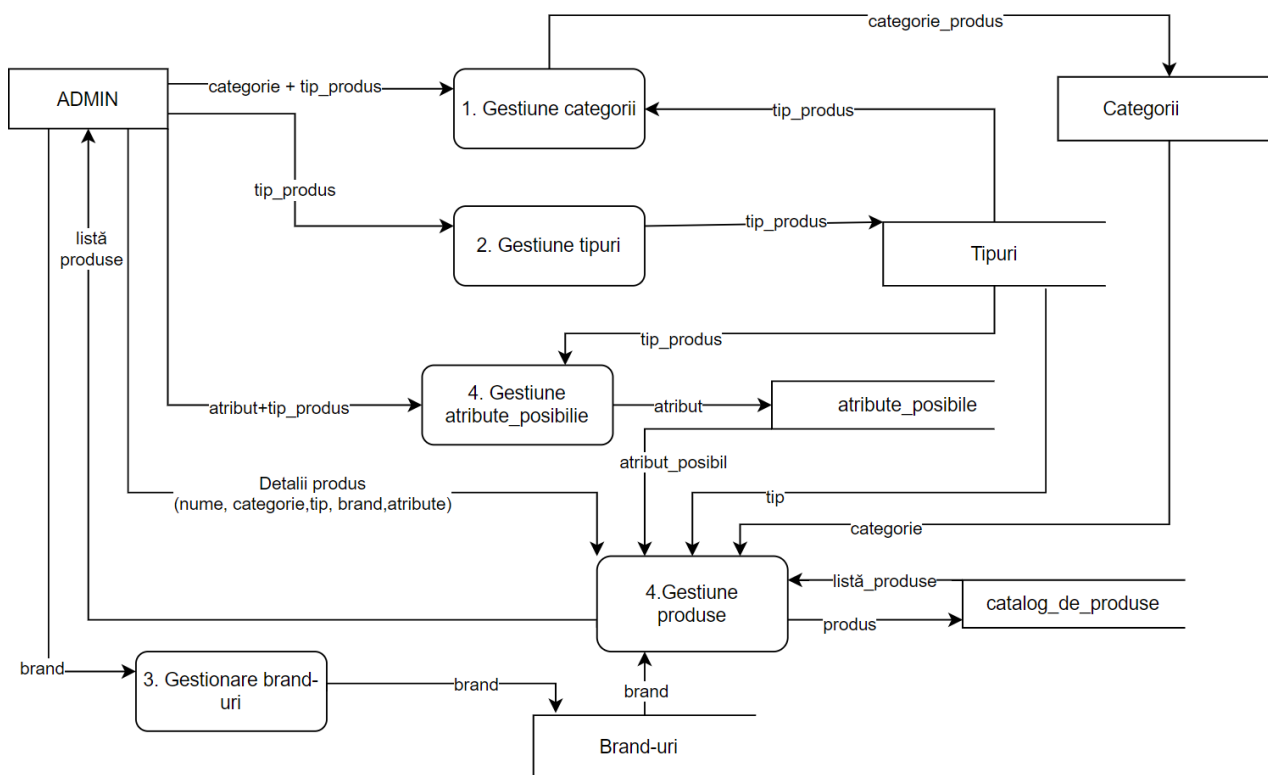 categorie_produs
ADMIN
categorie + tip_produs
1. Gestiune categorii
tip_produs
Categorii
tip_produs
2. Gestiune tipuri
tip_produs
Tipuri
listă
produse
tip_produs
4. Gestiune
atribute_posibilie
atribut+tip_produs
atribut
atribute_posibile
atribut_posibil
Detalii produs
(nume, categorie,tip, brand,atribute)
tip
categorie
4.Gestiune
produse
listă_produse
produs
catalog_de_produse
brand
3. Gestionare brand-
uri
brand
brand
Brand-uri